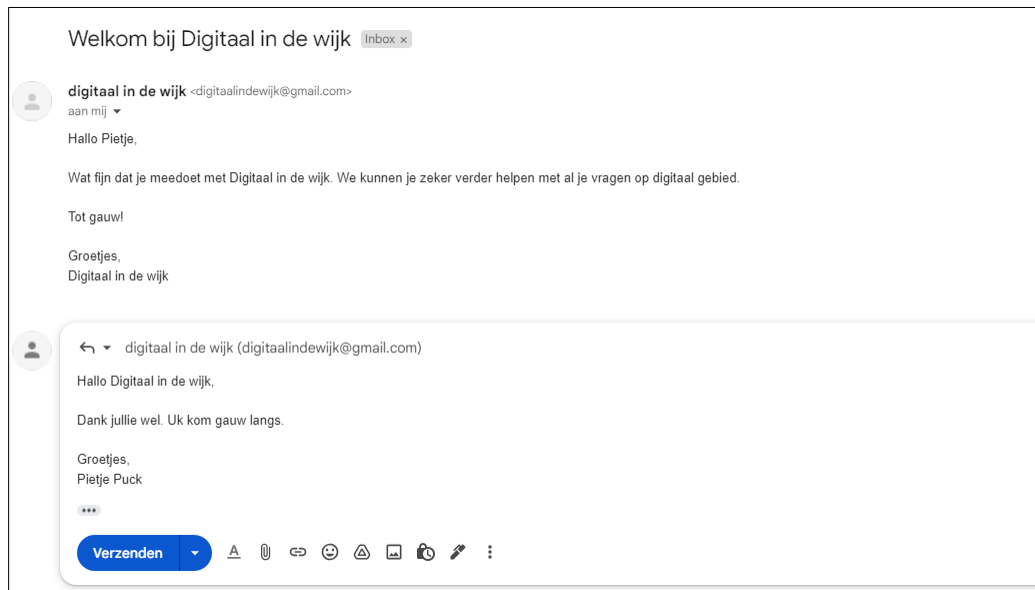 Welkom bij Digitaal in de wijk Inbox ×
digitaal in de wijk <digitaalindewijk@gmail.com>
aan mij
Hallo Pietje,
Wat fijn dat je meedoet met Digitaal in de wijk. We kunnen je zeker verder helpen met al je vragen op digitaal gebied.
Tot gauw!
Groetjes,
Digitaal in de wijk
digitaal in de wijk (digitaalindewijk@gmail.com)
Hallo Digitaal in de wijk,
Dank jullie wel. Uk kom gauw langs.
Groetjes,
Pietje Puck
Verzenden